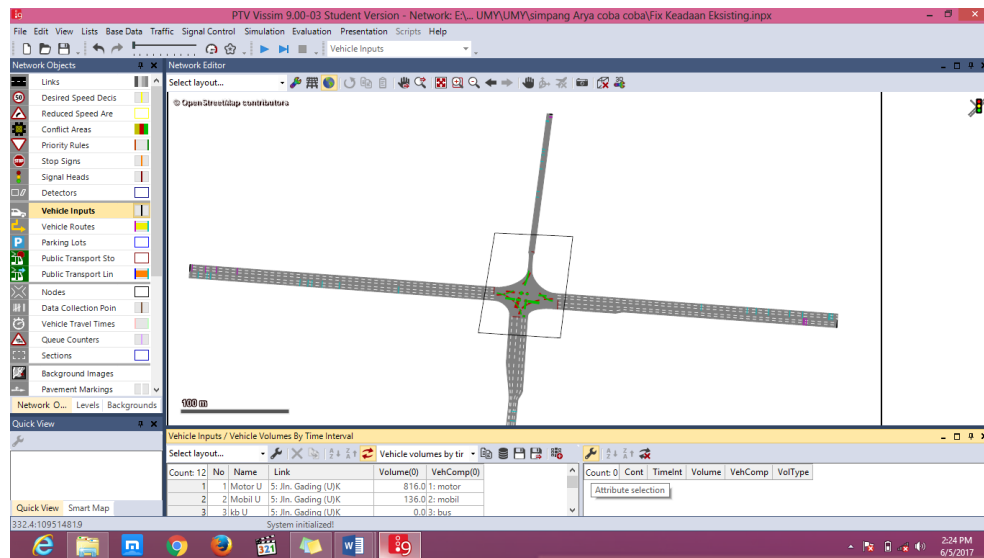 PTV Vissim 9.00-03 Student Version - Network: E:\... UMY\UMY\simpang Arya coba coba\Fix Keadaan Eksisting.inpx
File Edit View Lists Base Data Traffic Signal Control Simulation Evaluation Presentation Scripts Help
Vehicle Inputs
Network Objects
Network Editor
Select layout...
Links
Desired Speed Decis
Reduced Speed Are
Conflict Areas
Priority Rules
Stop Signs
Signal Heads
Detectors
Vehicle Inputs
Vehicle Routes
Parking Lots
Public Transport Sto
Public Transport Lin
Nodes
Data Collection Poin
Vehicle Travel Times
Queue Counters
Sections
Background Images
Pavement Markings
Network O... Levels Backgrounds
© OpenStreetMap contributors
100 m
Quick View
Quick View Smart Map
Vehicle Inputs / Vehicle Volumes By Time Interval
Select layout... Vehicle volumes by tir
Count: 12 No Name Link Volume(0) VehComp(0)
1 1 Motor U 5: Jln. Gading (U)K 816.0 1: motor
2 2 Mobil U 5: Jln. Gading (U)K 136.0 2: mobil
3 3 kb U 5: Jln. Gading (U)K 0.0 3: bus
Count: 0 Cont TimeInt Volume VehComp VolType
Attribute selection
332.4:10951481.9 System initialized!
321
2:24 PM
6/5/2017